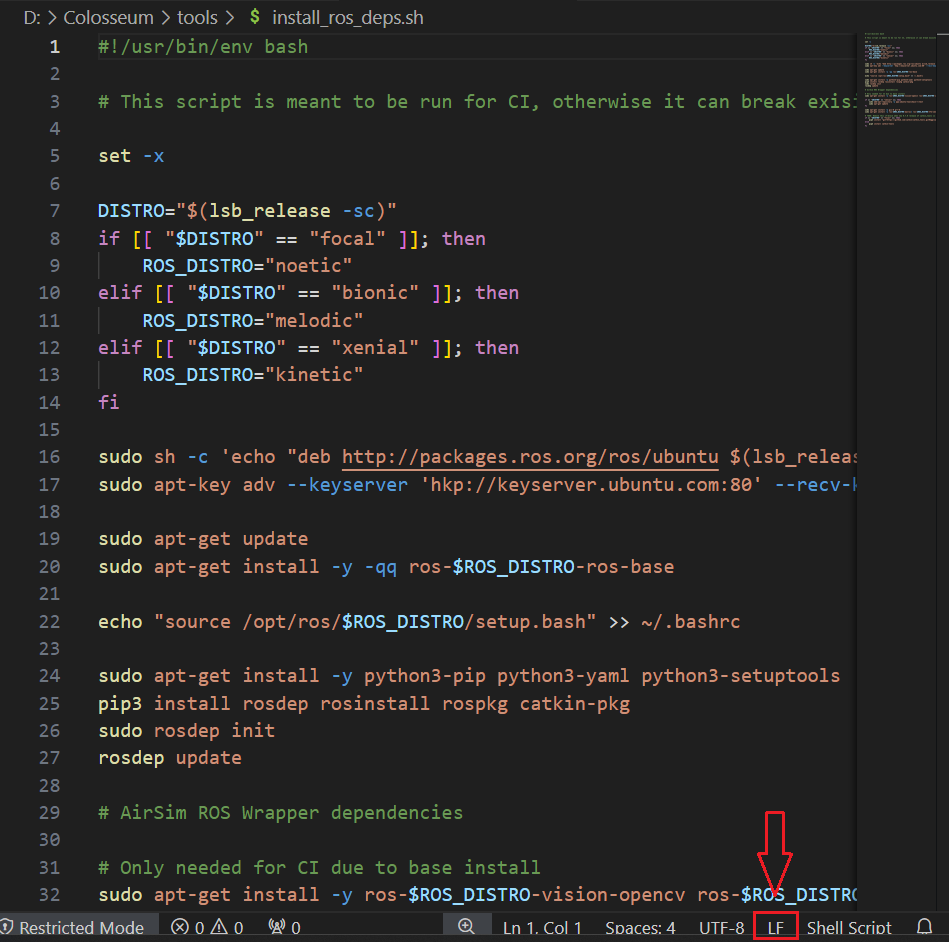 D: > Colosseum > tools > $ install_ros_deps.sh
1 #!/usr/bin/env bash
2
3 # This script is meant to be run for CI, otherwise it can break exis
4
5 set -x
6
7 DISTRO="$(lsb_release -sc)"
8 if [[ "$DISTRO" == "focal" ]]; then
9 ROS_DISTRO="noetic"
10 elif [[ "$DISTRO" == "bionic" ]]; then
11 ROS_DISTRO="melodic"
12 elif [[ "$DISTRO" == "xenial" ]]; then
13 ROS_DISTRO="kinetic"
14 fi
15
16 sudo sh -c 'echo "deb http://packages.ros.org/ros/ubuntu $(lsb_releas
17 sudo apt-key adv --keyserver 'hkp://keyserver.ubuntu.com:80' --recv-k
18
19 sudo apt-get update
20 sudo apt-get install -y -qq ros-$ROS_DISTRO-ros-base
21
22 echo "source /opt/ros/$ROS_DISTRO/setup.bash" >> ~/.bashrc
23
24 sudo apt-get install -y python3-pip python3-yaml python3-setuptools
25 pip3 install rosdep rosinstall rospkg catkin-pkg
26 sudo rosdep init
27 rosdep update
28
29 # AirSim ROS Wrapper dependencies
30
31 # Only needed for CI due to base install
32 sudo apt-get install -y ros-$ROS_DISTRO-vision-opencv ros-$ROS_DISTRO
Restricted Mode 0 0 0 Ln 1, Col 1 Spaces: 4 UTF-8 LF Shell Script